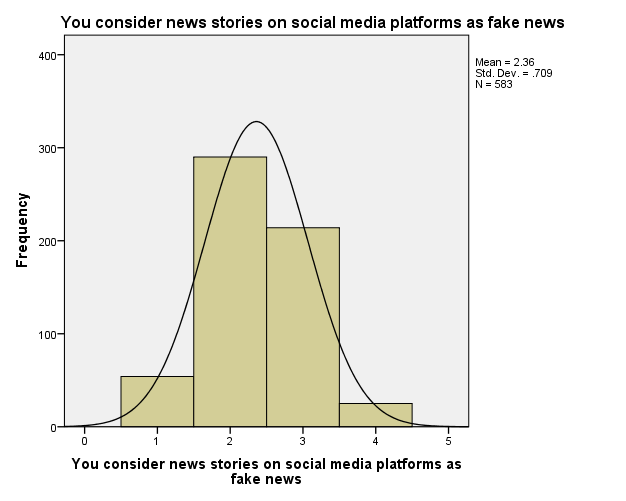 You consider news stories on social media platforms as fake news
Mean = 2.36
Std. Dev. = .709
N = 583
Frequency
400
300
200
100
0
0 1 2 3 4 5
You consider news stories on social media platforms as
fake news